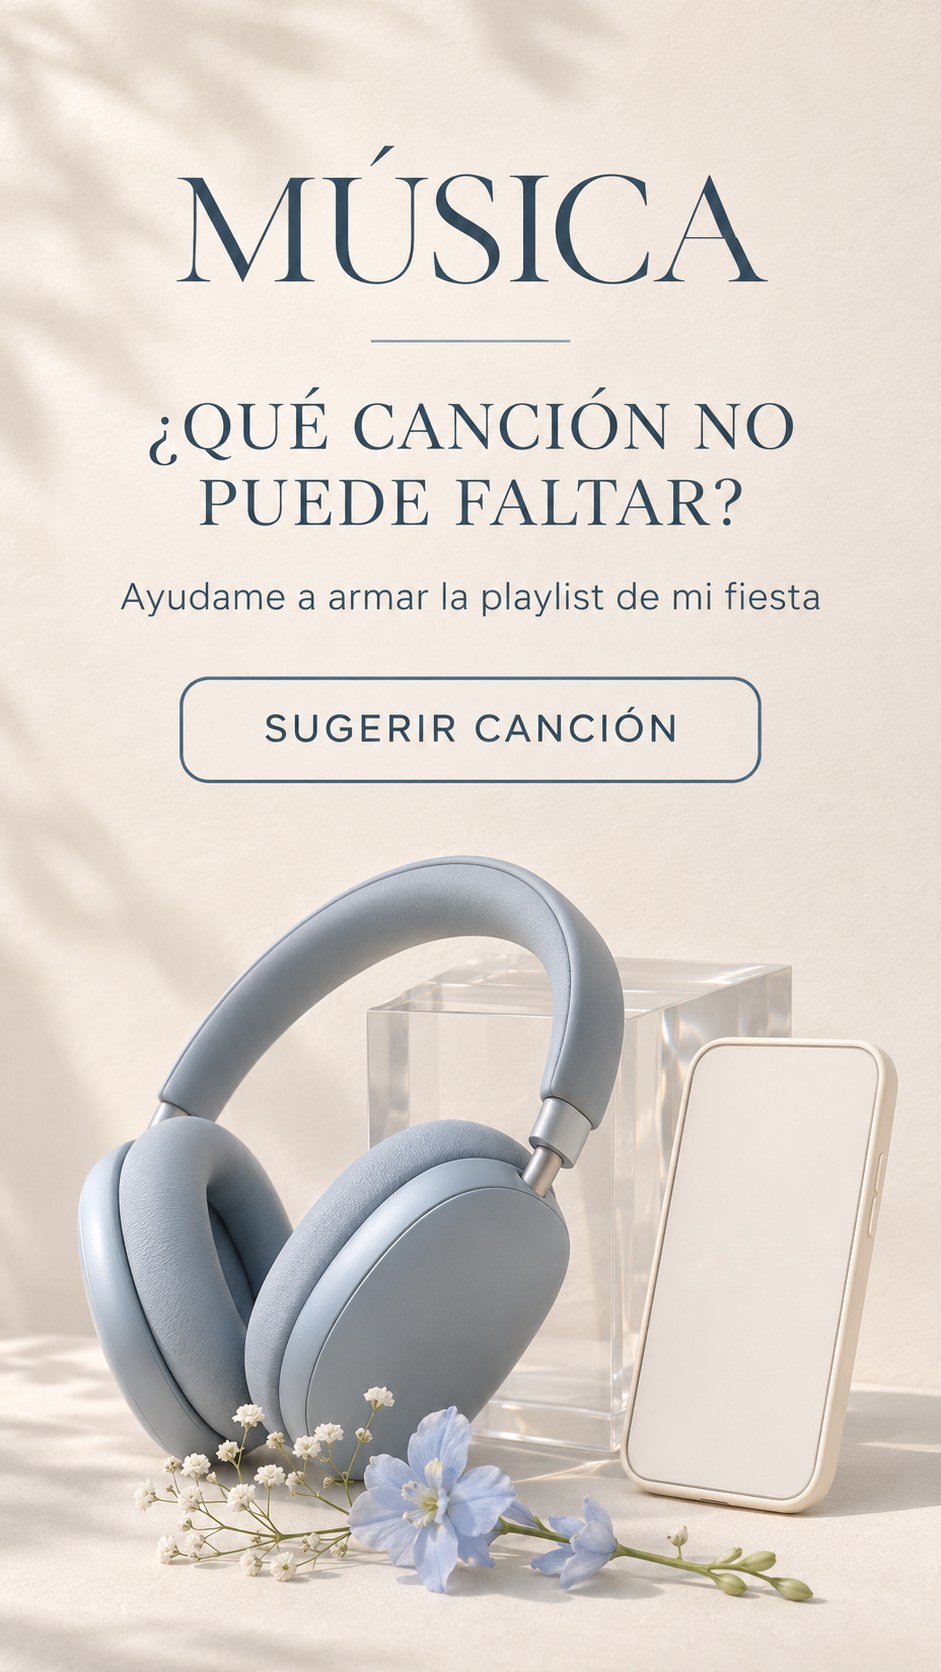 MÚSICA
¿QUÉ CANCIÓN NO
PUEDE FALTAR?
Ayudame a armar la playlist de mi fiesta
SUGERIR CANCIÓN